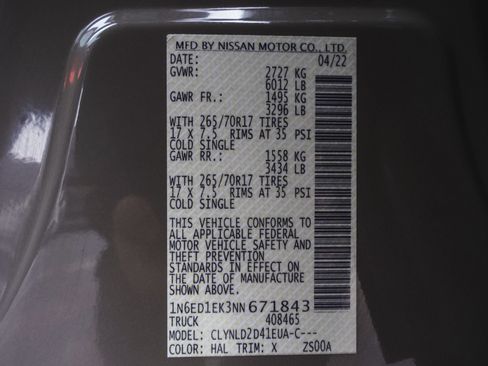 MFD BY NISSAN MOTOR CO., LTD.
DATE: 04/22
GVWR: 2727 KG
6012 LB
GAWR FR.: 1495 KG
3296 LB
WITH 265/70R17 TIRES
17 X 7.5 RIMS AT 35 PSI
COLD SINGLE
GAWR RR.: 1558 KG
3434 LB
WITH 265/70R17 TIRES
17 X 7.5 RIMS AT 35 PSI
COLD SINGLE
THIS VEHICLE CONFORMS TO
ALL APPLICABLE FEDERAL
MOTOR VEHICLE SAFETY AND
THEFT PREVENTION
STANDARDS IN EFFECT ON
THE DATE OF MANUFACTURE
SHOWN ABOVE.
1N6ED1EK3NN671843
TRUCK 408465
MODEL: CLYNLD2D41EUA-C---
COLOR: HAL TRIM: X ZS00A